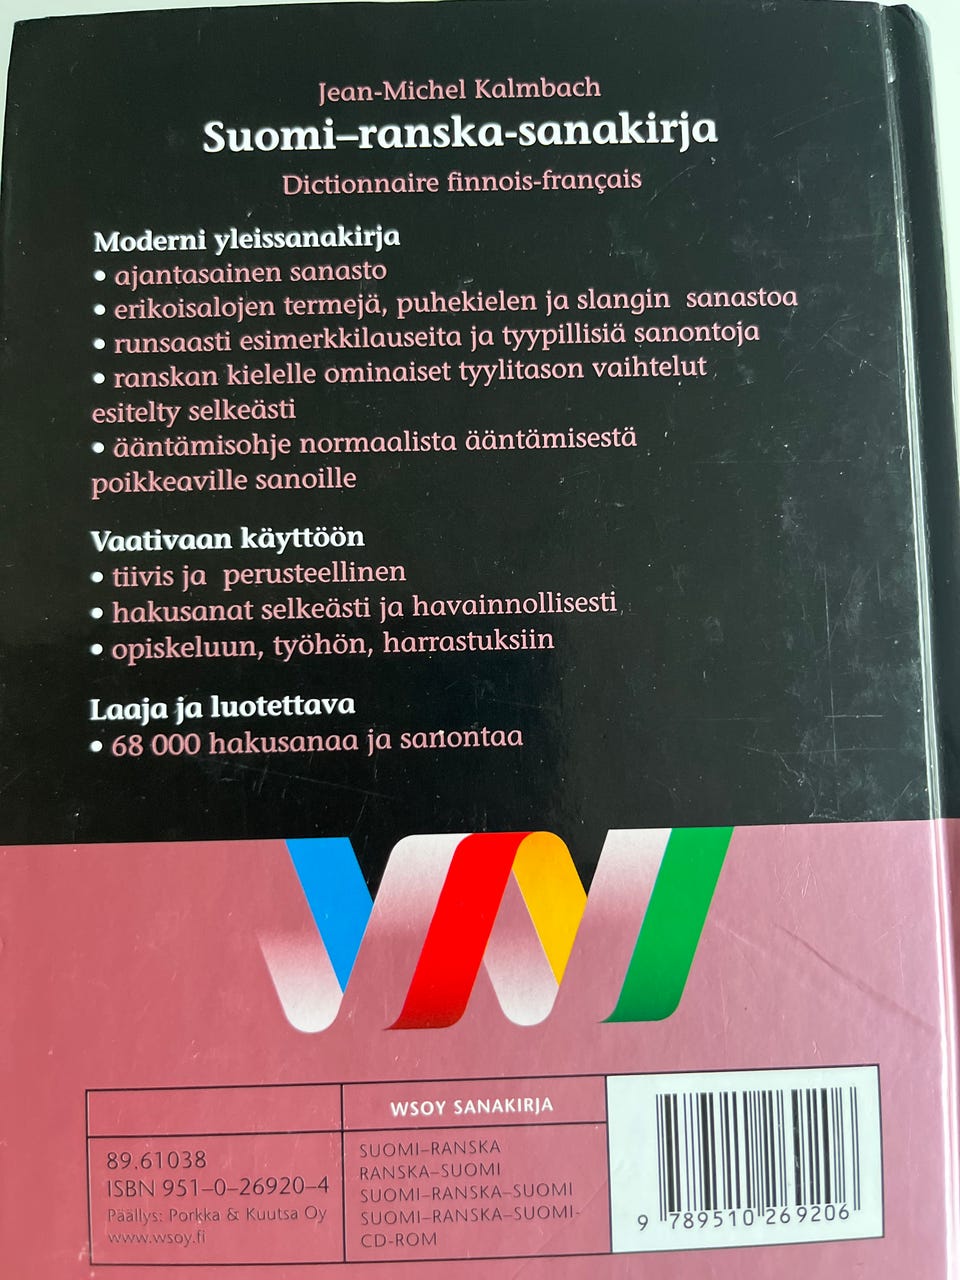 Jean-Michel Kalmbach
Suomi–ranska-sanakirja
Dictionnaire finnois-français
Moderni yleissanakirja
• ajantasainen sanasto
• erikoisalojen termejä, puhekielen ja slangin sanastoa
• runsaasti esimerkkilauseita ja tyypillisiä sanontoja
• ranskan kielelle ominaiset tyylitason vaihtelut
esitelty selkeästi
• ääntämisohje normaalista ääntämisestä
poikkeaville sanoille
Vaativaan käyttöön
• tiivis ja perusteellinen
• hakusanat selkeästi ja havainnollisesti
• opiskeluun, työhön, harrastuksiin
Laaja ja luotettava
• 68 000 hakusanaa ja sanontaa
89.61038
ISBN 951–0–26920–4
Päällys: Porkka & Kuutsa Oy
www.wsoy.fi
WSOY SANAKIRJA
SUOMI–RANSKA
RANSKA–SUOMI
SUOMI–RANSKA–SUOMI
SUOMI–RANSKA–SUOMI-
CD-ROM
9 789510 269206